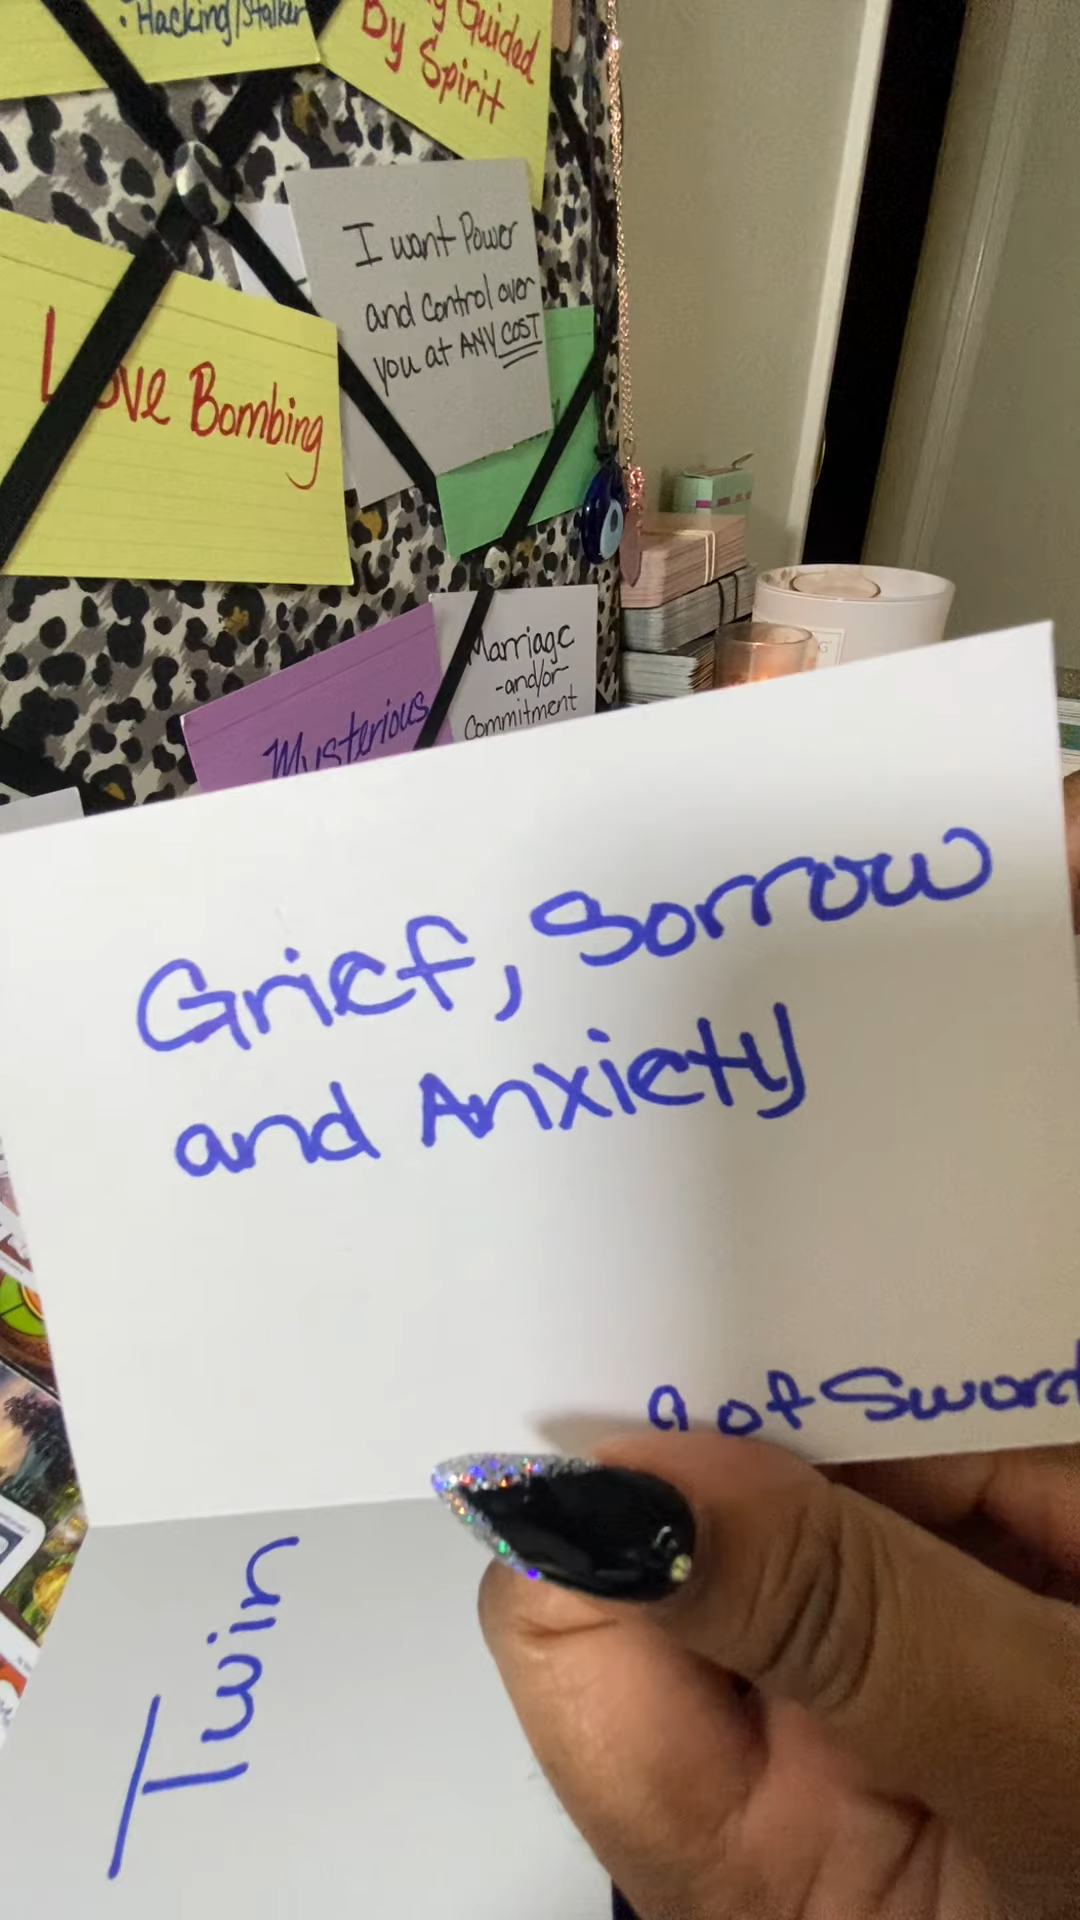 : Hacking/Stalker
Guided
By Spirit
I want Power
and Control over
you at ANY COST
Love Bombing
Marriage
-and/or-
Commitment
Mysterious
Grief, Sorrow
and Anxiety
9 of Sword
Twin